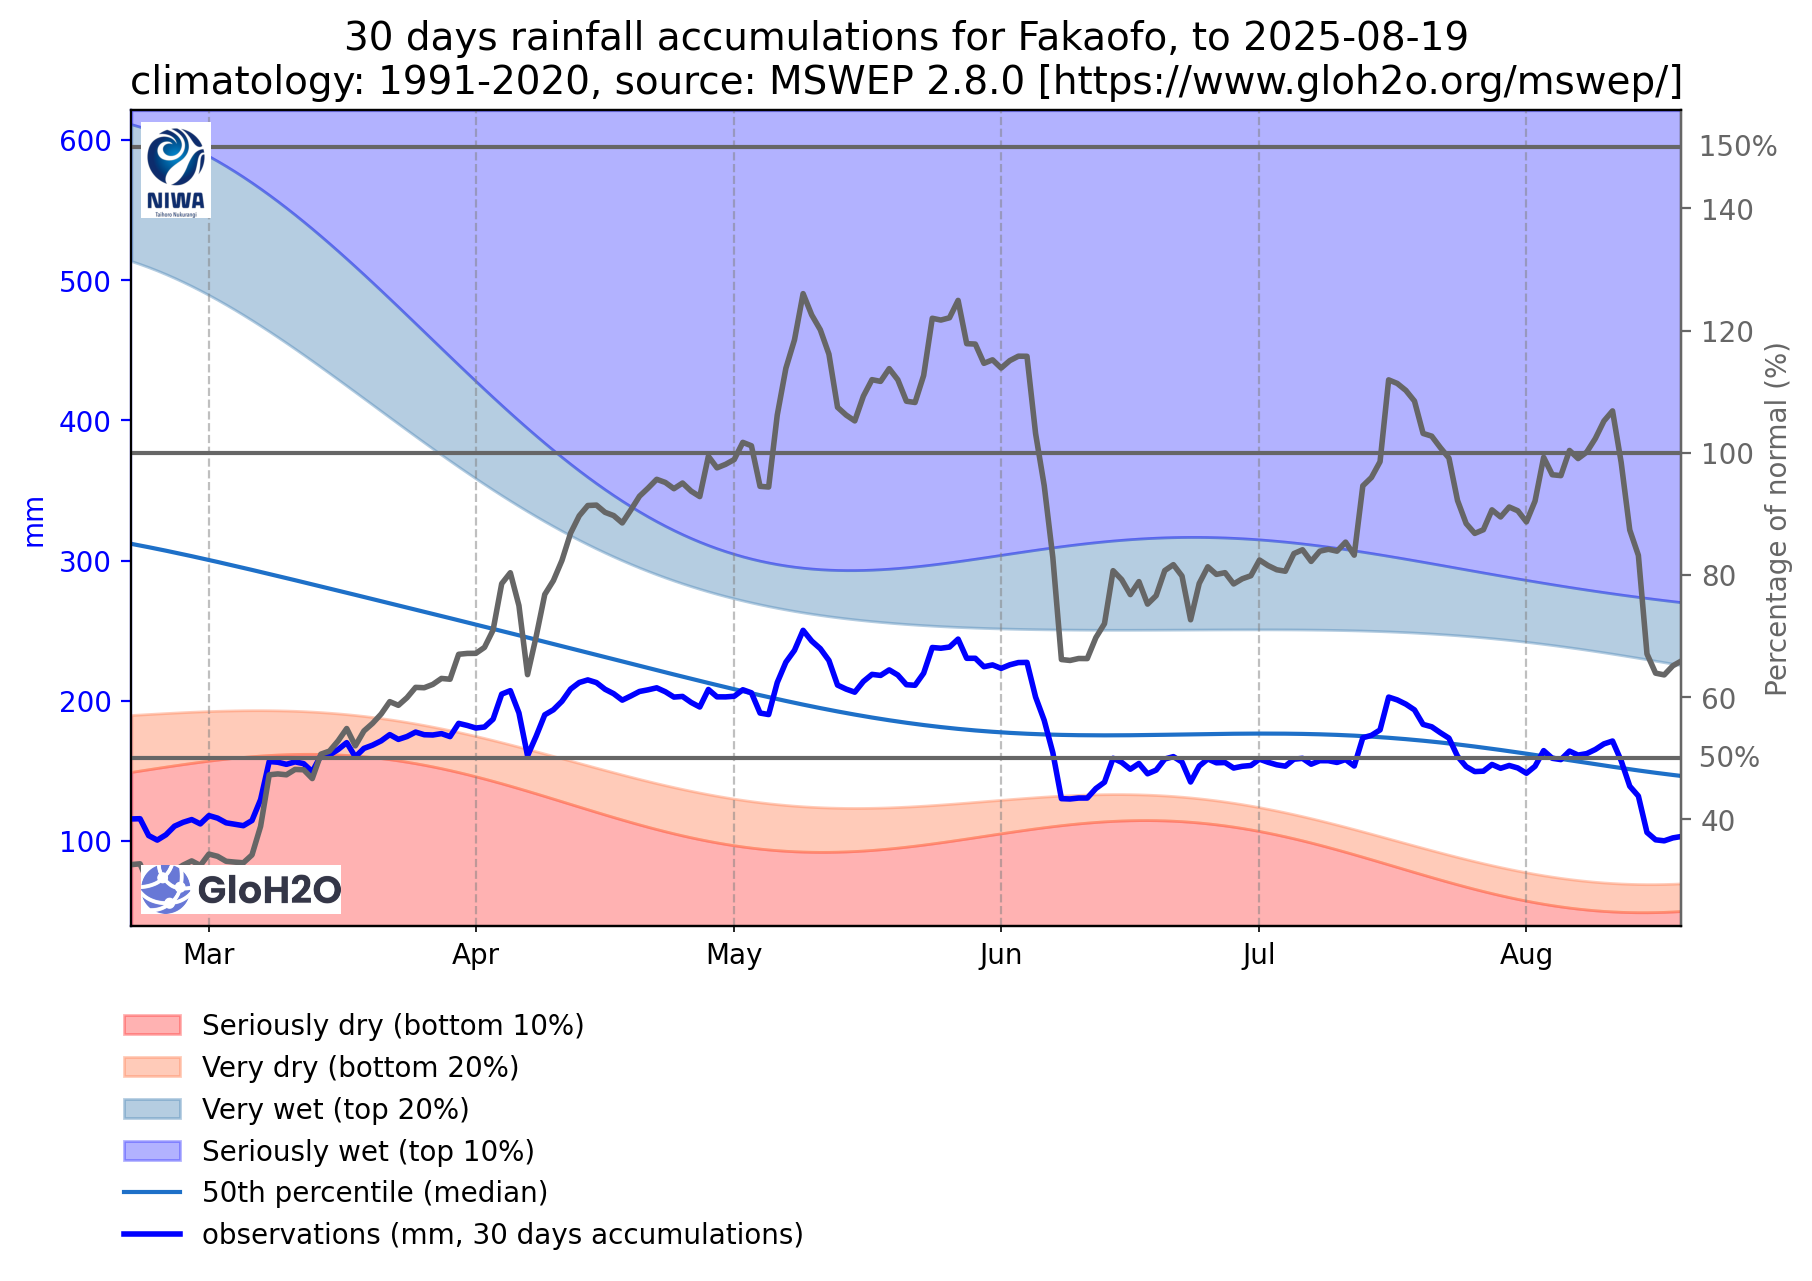 30 days rainfall accumulations for Fakaofo, to 2025-08-19
climatology: 1991-2020, source: MSWEP 2.8.0 [https://www.gloh2o.org/mswep/]
600
500
400
300
200
100
mm
NIWA
Taihoro Nukurangi
GloH2O
150%
140
120
100
80
60
50%
40
Percentage of normal (%)
Mar
Apr
May
Jun
Jul
Aug
Seriously dry (bottom 10%)
Very dry (bottom 20%)
Very wet (top 20%)
Seriously wet (top 10%)
50th percentile (median)
observations (mm, 30 days accumulations)